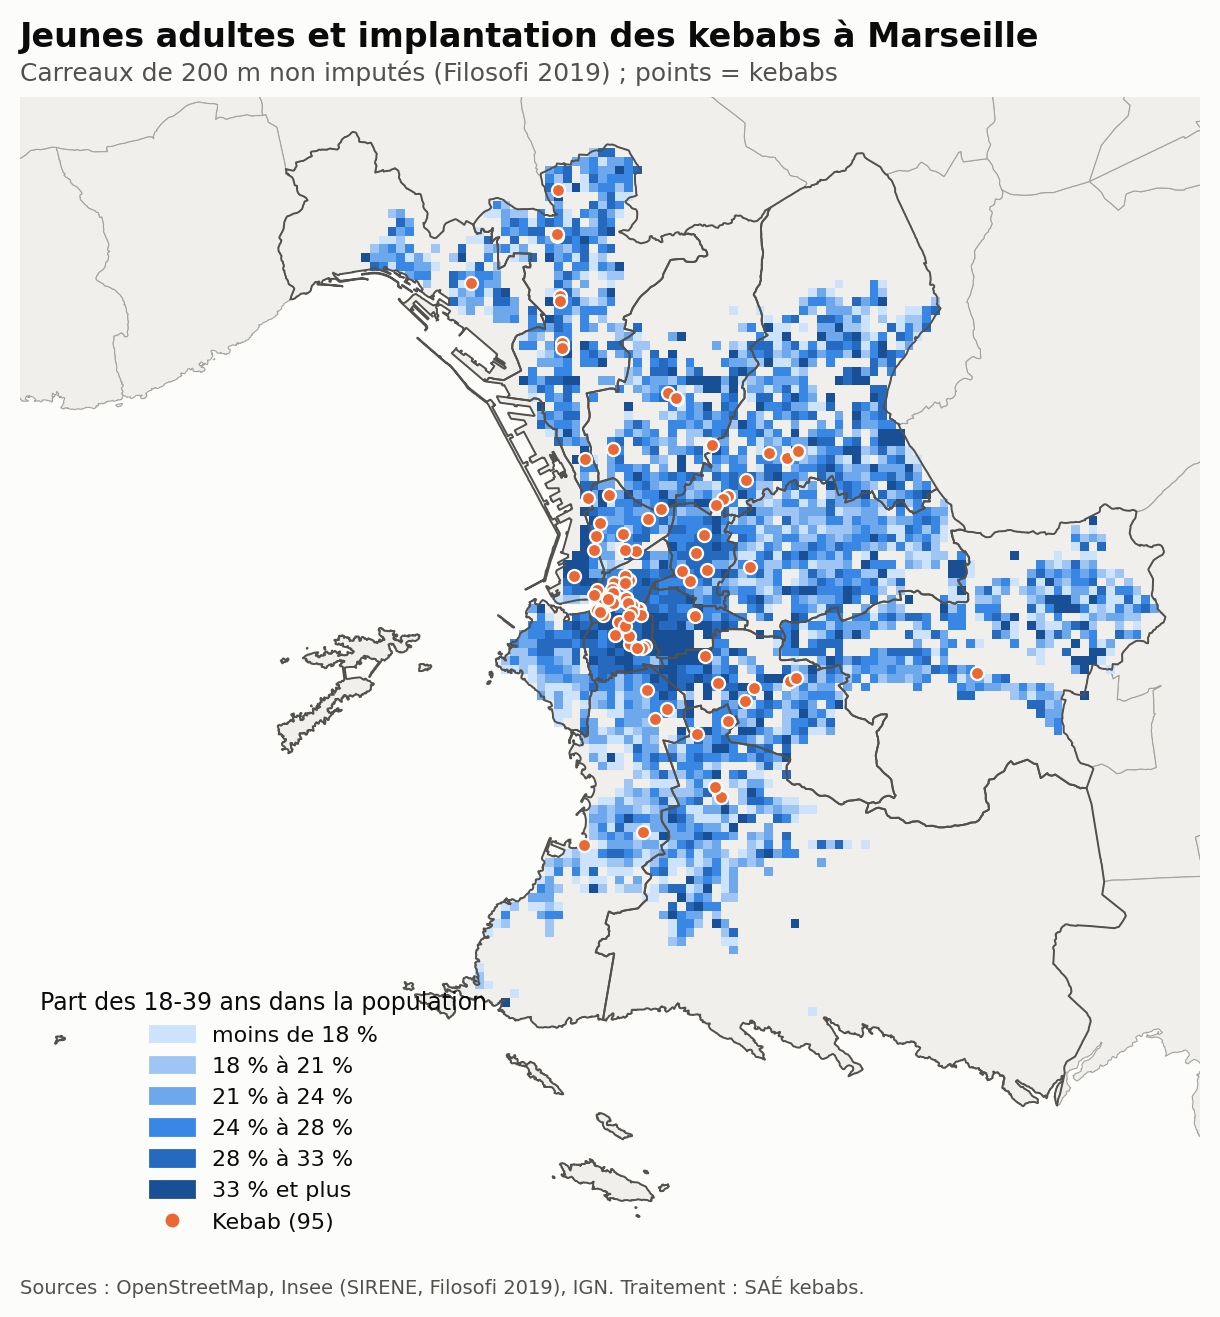 Jeunes adultes et implantation des kebabs à Marseille
Carreaux de 200 m non imputés (Filosofi 2019) ; points = kebabs
Part des 18-39 ans dans la population
moins de 18 %
18 % à 21 %
21 % à 24 %
24 % à 28 %
28 % à 33 %
33 % et plus
Kebab (95)
Sources : OpenStreetMap, Insee (SIRENE, Filosofi 2019), IGN. Traitement : SAÉ kebabs.